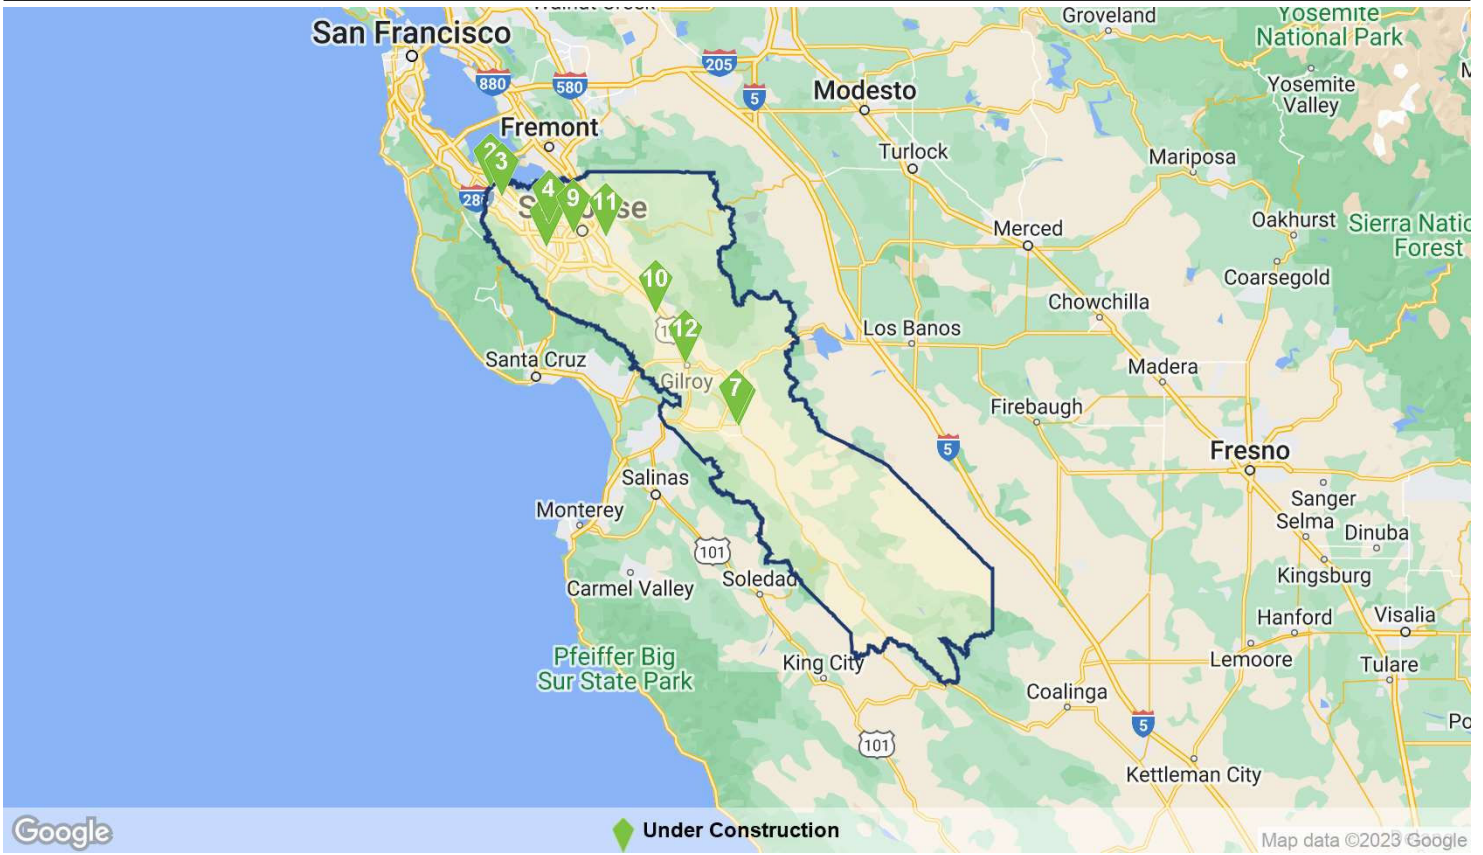 San Francisco
Groveland
Yosemite
National Park
205
880
580
5
Modesto
Yosemite
Valley
Fremont
Turlock
Mariposa
2
3
280
4
9
11
Merced
Oakhurst
Coarsegold
10
Chowchilla
12
Los Banos
Santa Cruz
Gilroy
7
Madera
Firebaugh
5
Fresno
Salinas
Sanger
Monterey
Selma
Dinuba
101
Soledad
Carmel Valley
Kingsburg
Hanford
Visalia
Pfeiffer Big
Sur State Park
King City
Lemoore
Tulare
Coalinga
5
101
Kettleman City
Google
Under Construction
Map data ©2023 Google